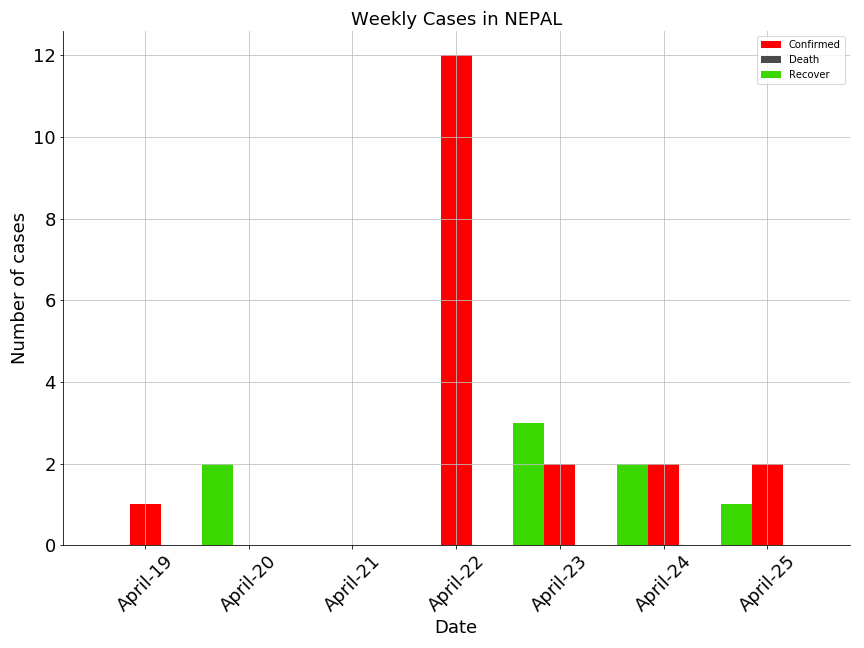 Weekly Cases in NEPAL
Confirmed
Death
Recover
Number of cases
12
10
8
6
4
2
0
April-19
April-20
April-21
April-22
April-23
April-24
April-25
Date